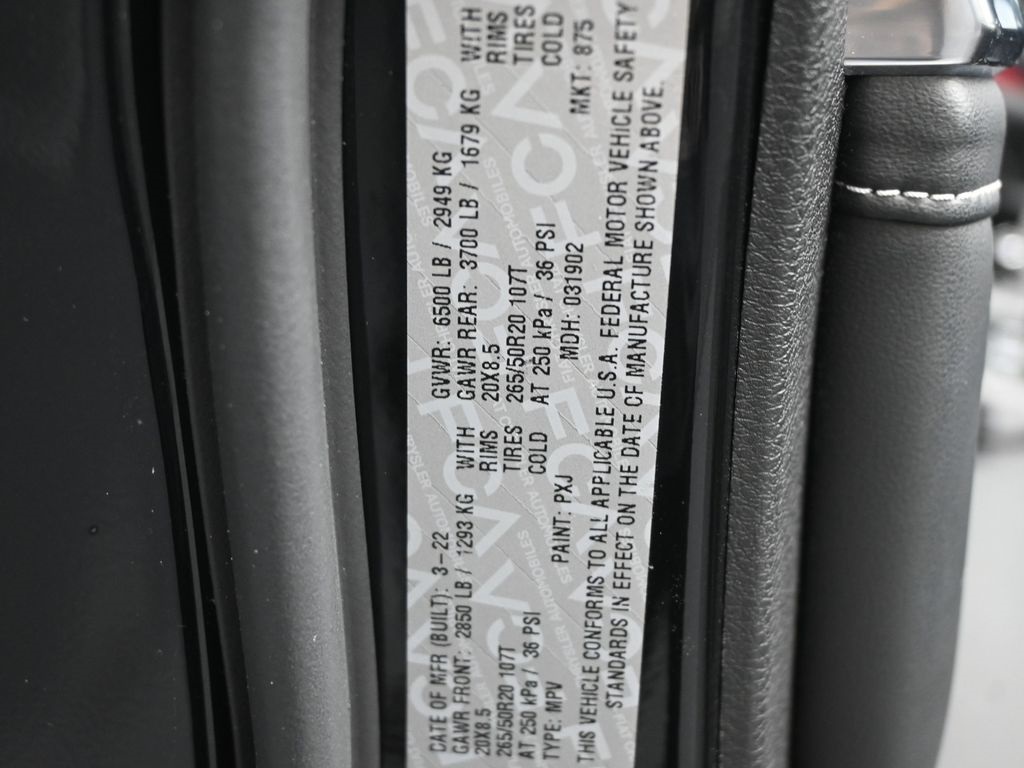 DATE OF MFR (BUILT): 3-22 GVWR: 6500 LB / 2949 KG
GAWR FRONT: 2850 LB / 1293 KG WITH GAWR REAR: 3700 LB / 1679 KG WITH
20X8.5 RIMS 20X8.5 RIMS
265/50R20 107T TIRES 265/50R20 107T TIRES
AT 250 kPa / 36 PSI COLD AT 250 kPa / 36 PSI COLD
TYPE: MPV PAINT: PXJ MDH: 031902 MKT: 875
THIS VEHICLE CONFORMS TO ALL APPLICABLE U.S.A. FEDERAL MOTOR VEHICLE SAFETY
STANDARDS IN EFFECT ON THE DATE OF MANUFACTURE SHOWN ABOVE.